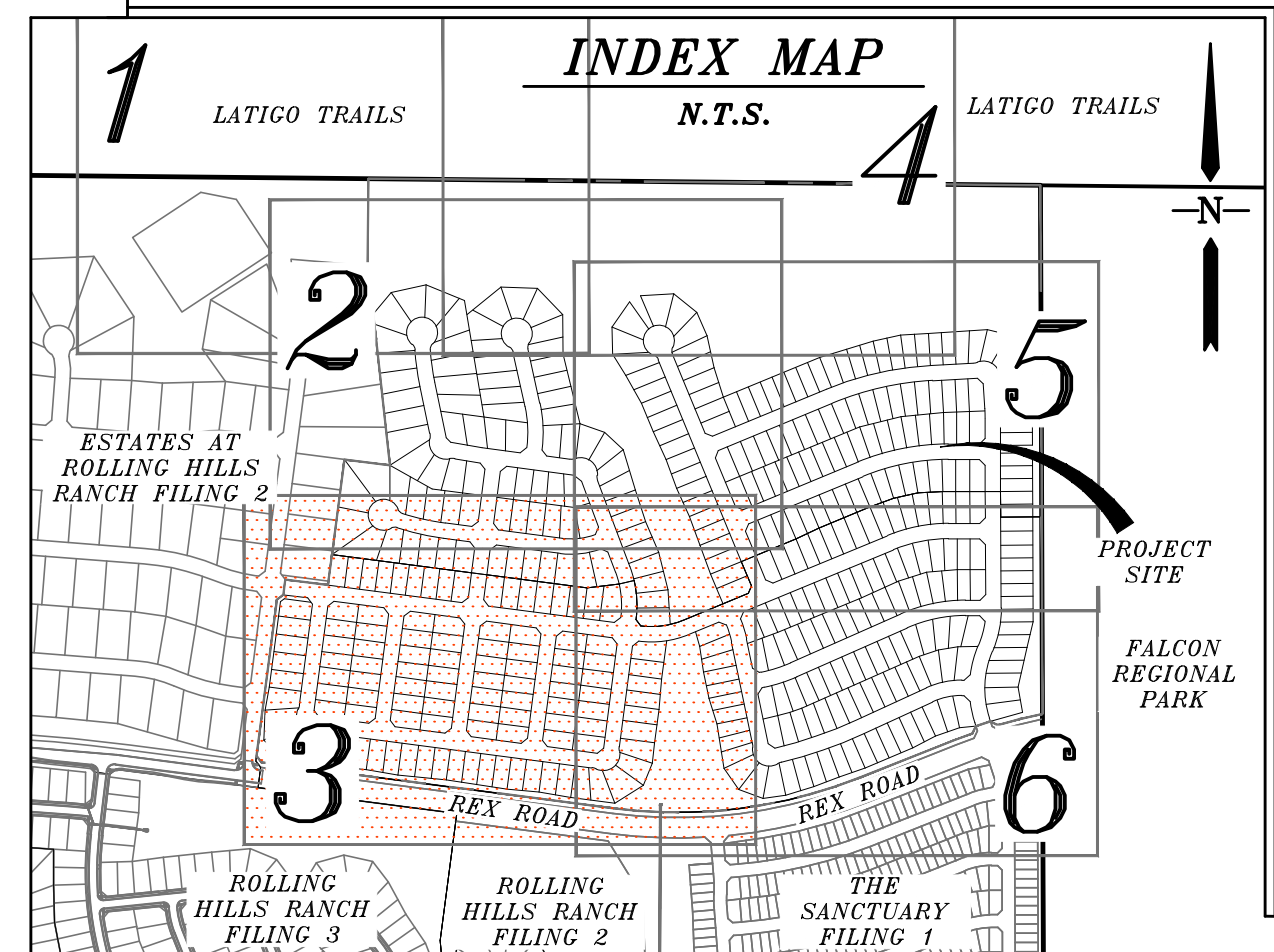 INDEX MAP
N.T.S.
1
LATIGO TRAILS
4
LATIGO TRAILS
N
2
5
ESTATES AT
ROLLING HILLS
RANCH FILING 2
PROJECT
SITE
FALCON
REGIONAL
PARK
3
6
REX ROAD
REX ROAD
ROLLING
HILLS RANCH
FILING 3
ROLLING
HILLS RANCH
FILING 2
THE
SANCTUARY
FILING 1